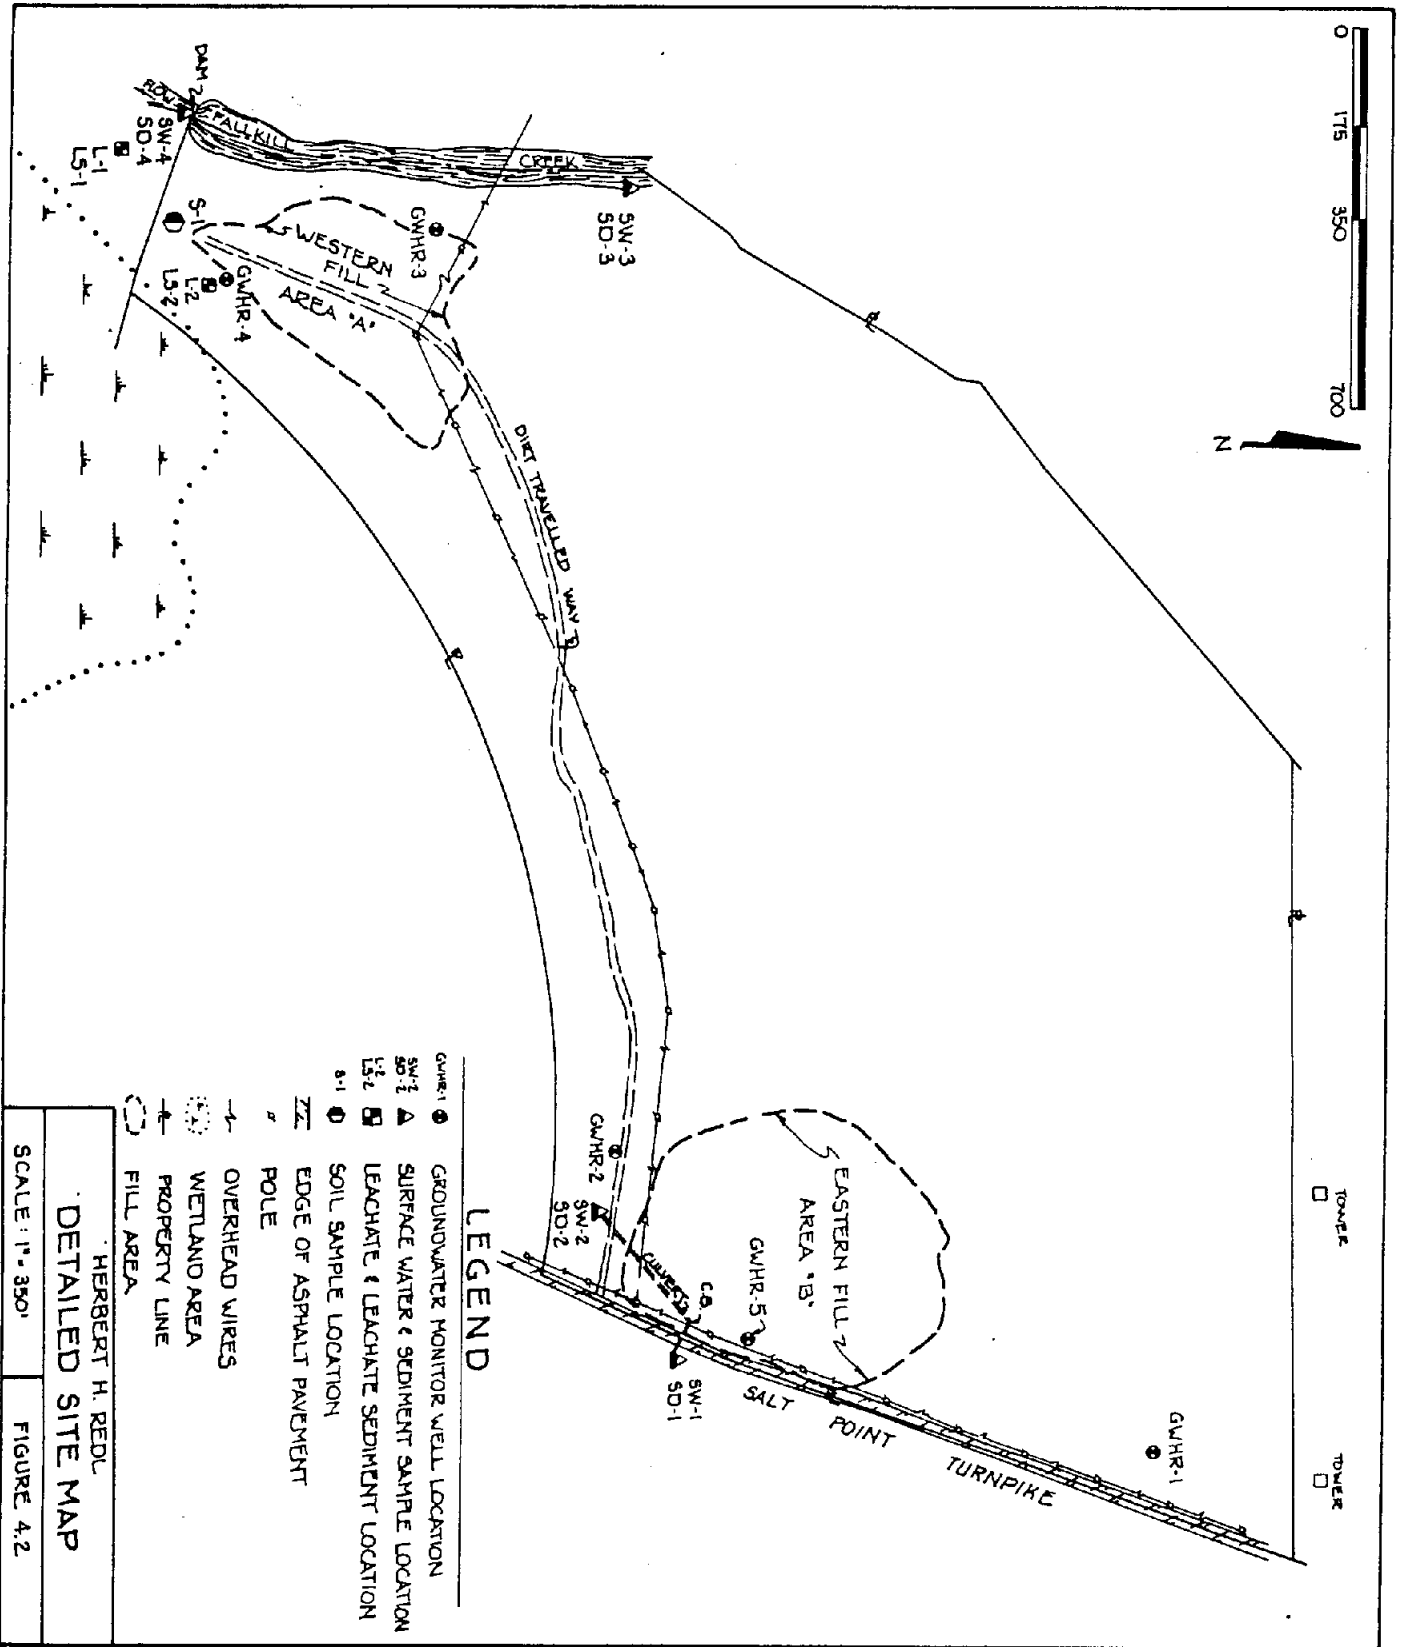 0 175 350 700
N
TOWER
TOWER
GWHR-1
SALT POINT TURNPIKE
EASTERN FILL
AREA "B"
GWHR-5
C.B.
CULVERTS
SW-1
SD-1
SW-2
SD-2
GWHR-2
DIRT TRAVELLED WAY
SW-3
SD-3
CREEK
FALLKILL
DAM
ROW
SW-4
SD-4
L-1
LS-1
S-1
GWHR-3
WESTERN
FILL
AREA "A"
GWHR-4
L-2
LS-2
LEGEND
GWHR-1 GROUNDWATER MONITOR WELL LOCATION
SW-2
SD-2 SURFACE WATER & SEDIMENT SAMPLE LOCATION
L-2
LS-2 LEACHATE & LEACHATE SEDIMENT LOCATION
S-1 SOIL SAMPLE LOCATION
EDGE OF ASPHALT PAVEMENT
POLE
OVERHEAD WIRES
WETLAND AREA
PROPERTY LINE
FILL AREA
HERBERT H. REDL
DETAILED SITE MAP
SCALE: 1" = 350'
FIGURE 4.2